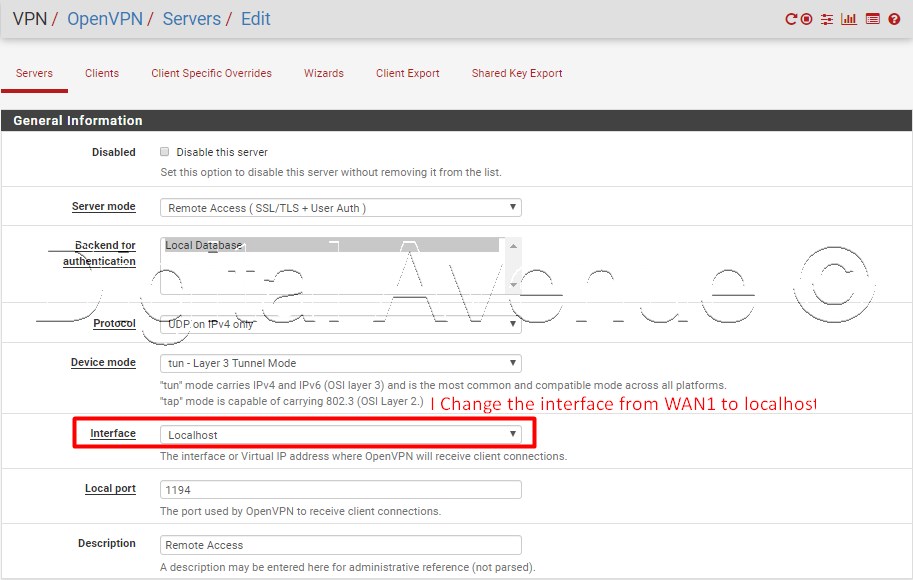 VPN / OpenVPN / Servers / Edit
Servers Clients Client Specific Overrides Wizards Client Export Shared Key Export
General Information
Disabled Disable this server
Set this option to disable this server without removing it from the list.
Server mode Remote Access ( SSL/TLS + User Auth )
Backend for Local Database
authentication
Digital Avenue ©
Protocol UDP on IPv4 only
Device mode tun - Layer 3 Tunnel Mode
"tun" mode carries IPv4 and IPv6 (OSI layer 3) and is the most common and compatible mode across all platforms.
"tap" mode is capable of carrying 802.3 (OSI Layer 2.) I Change the interface from WAN1 to localhost
Interface Localhost
The interface or Virtual IP address where OpenVPN will receive client connections.
Local port 1194
The port used by OpenVPN to receive client connections.
Description Remote Access
A description may be entered here for administrative reference (not parsed).